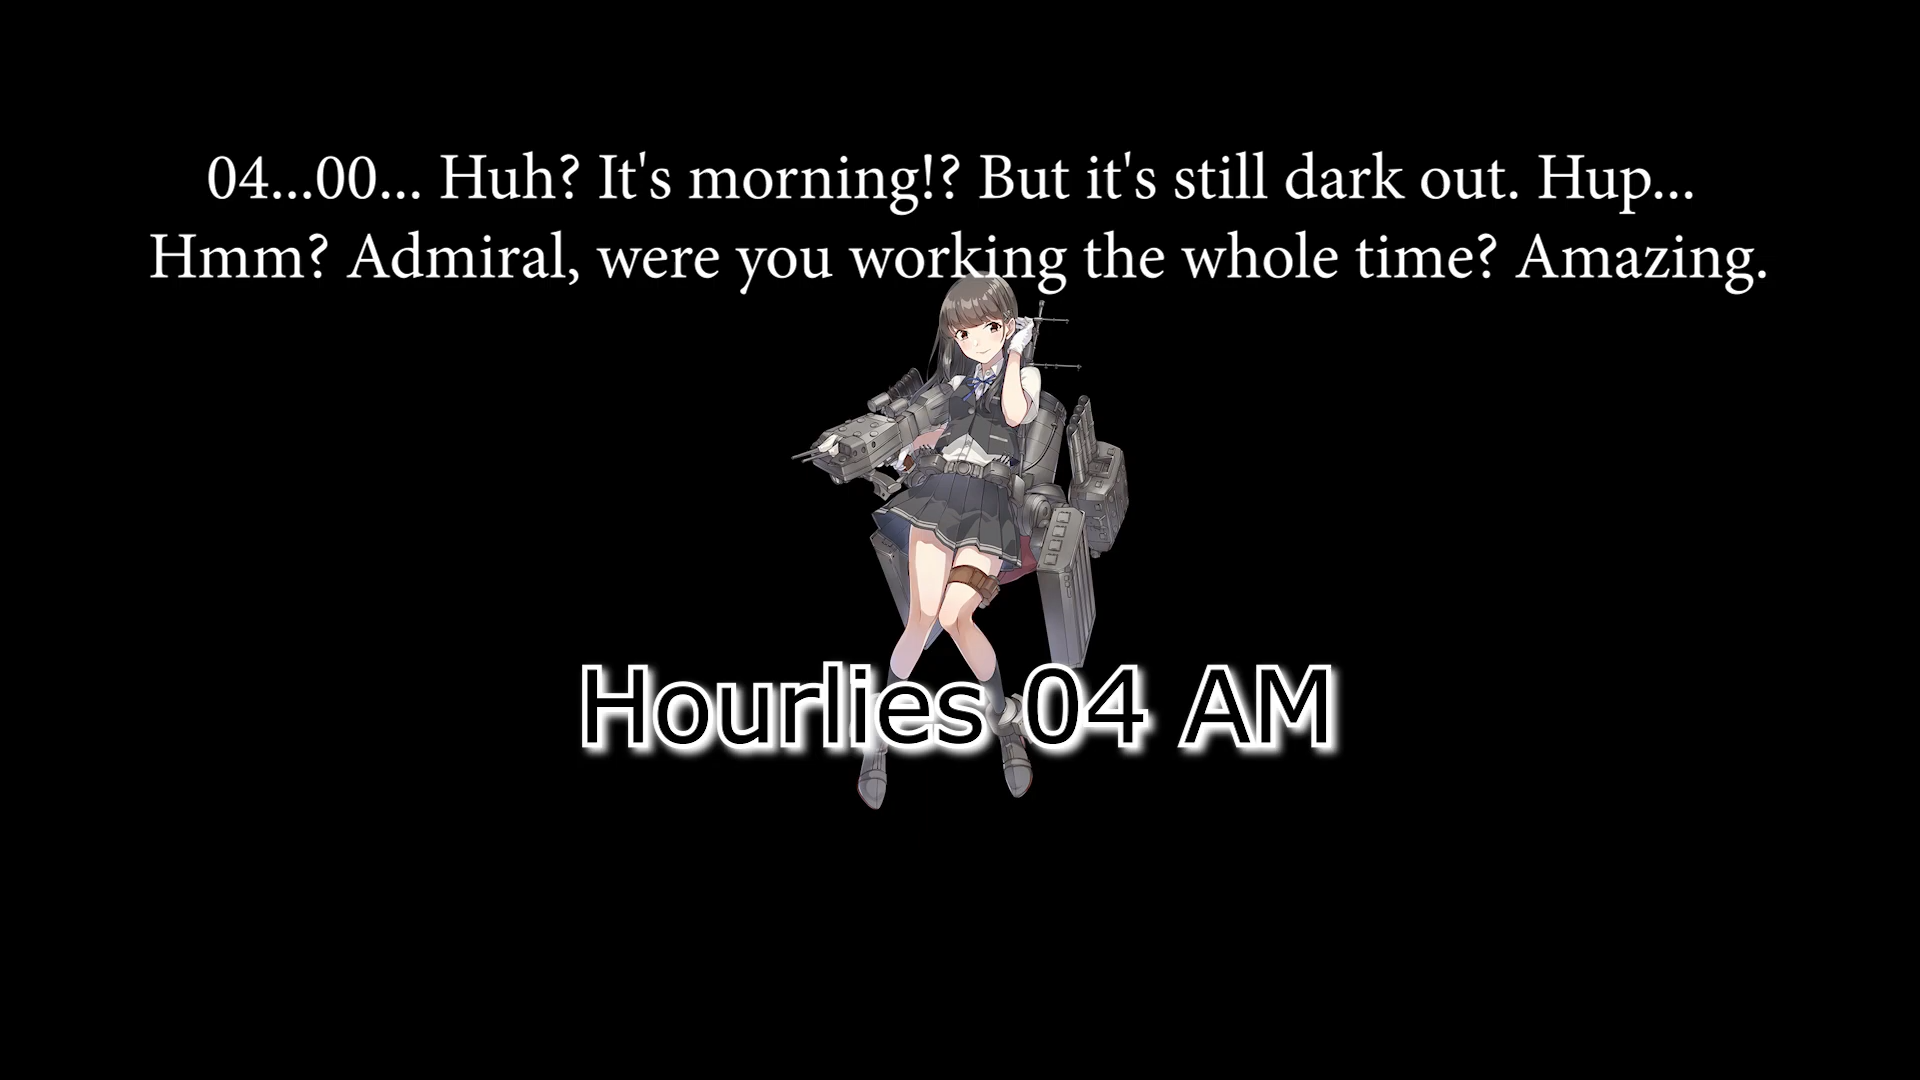 04...00... Huh? It's morning!? But it's still dark out. Hup...
Hmm? Admiral, were you working the whole time? Amazing.
Hourlies 04 AM